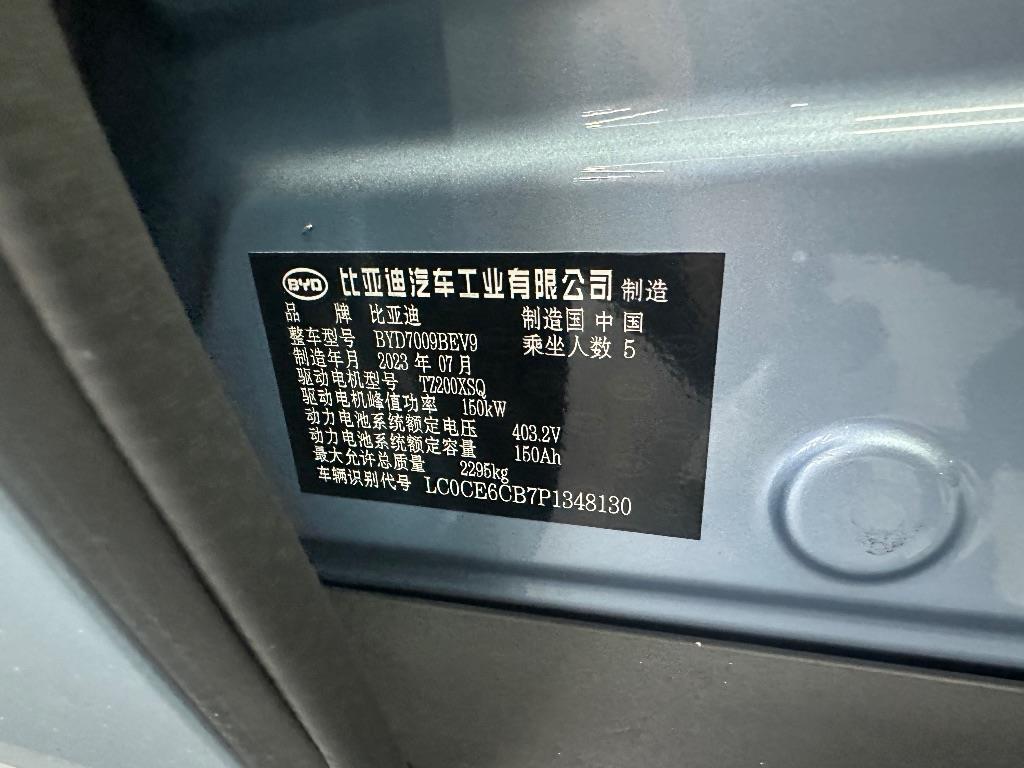 BYD 比亚迪汽车工业有限公司 制造
品 牌 比亚迪 制造国 中国
整车型号 BYD7009BEV9 乘坐人数 5
制造年月 2023 年 07 月
驱动电机型号 TZ200XSQ
驱动电机峰值功率 150kW
动力电池系统额定电压 403.2V
动力电池系统额定容量 150Ah
最大允许总质量 2295kg
车辆识别代号 LC0CE6CB7P1348130